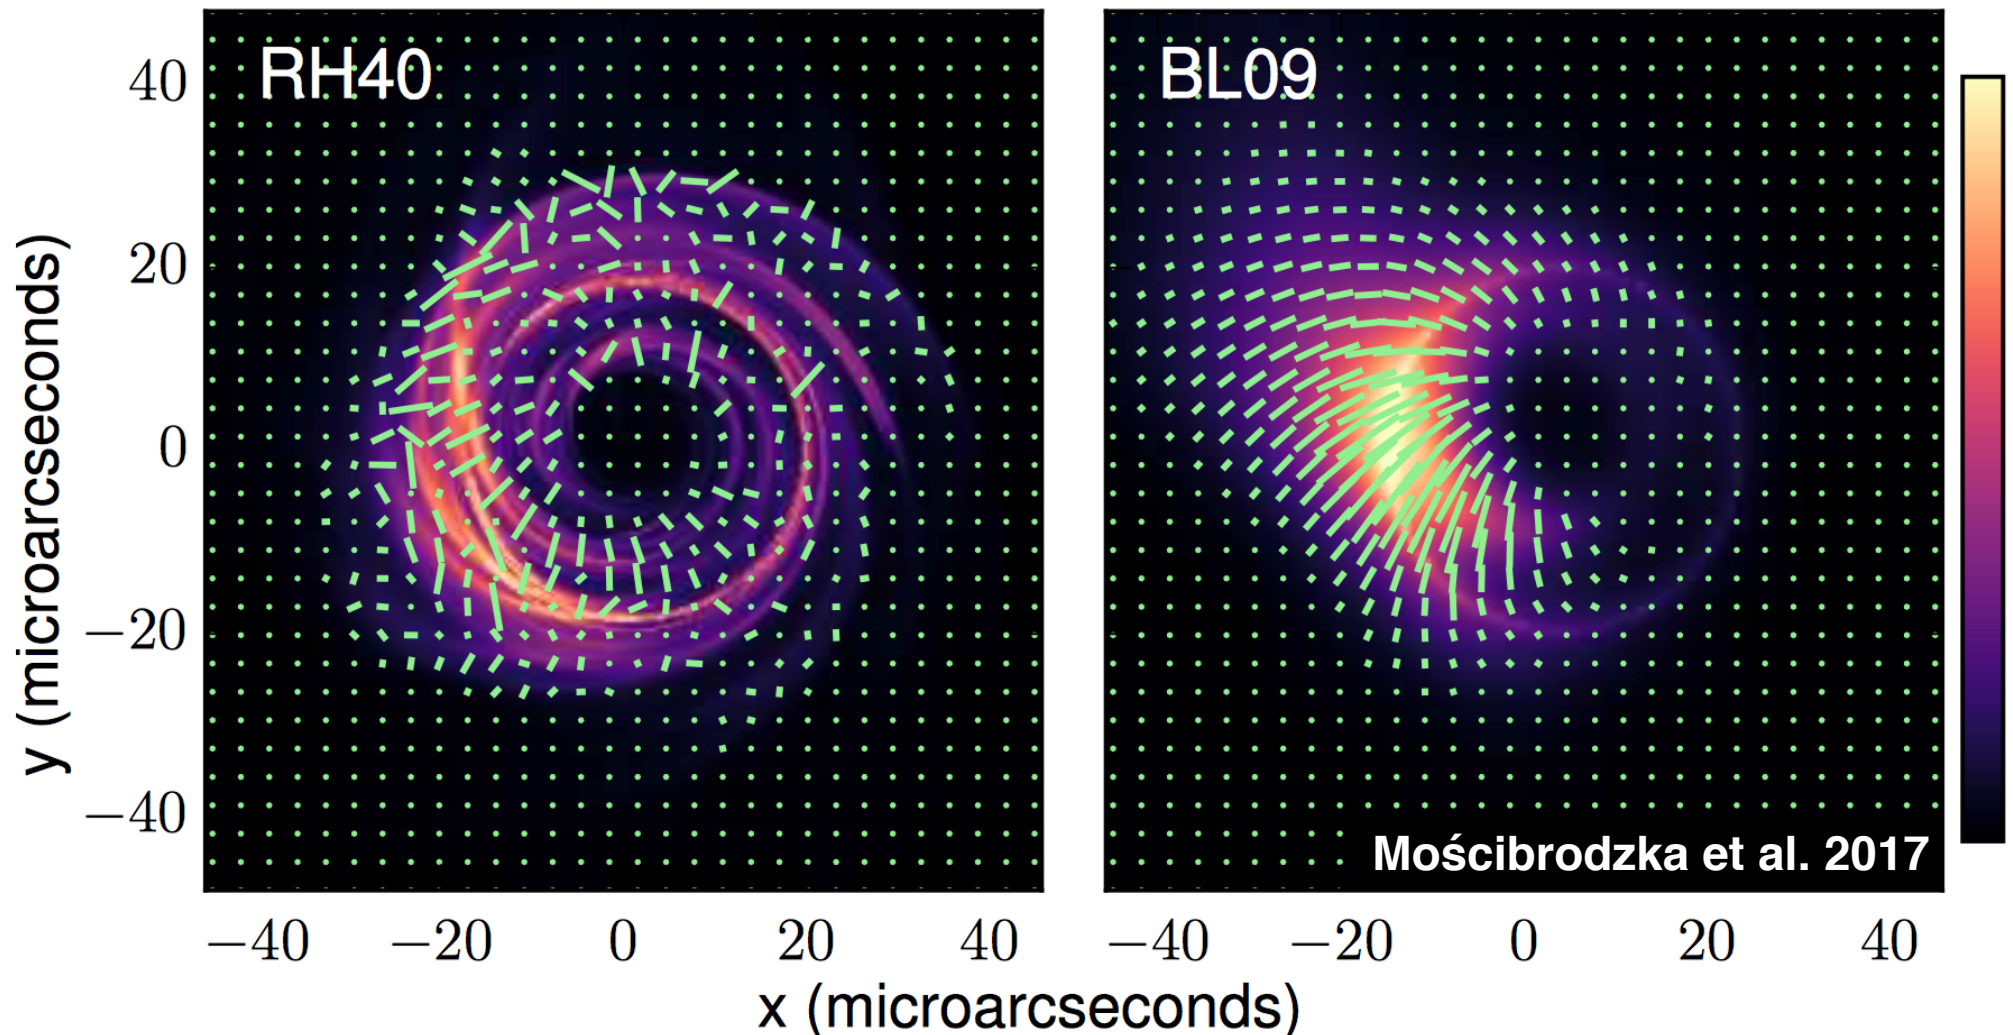 RH40
BL09
40
20
0
−20
−40
y (microarcseconds)
Mościbrodzka et al. 2017
−40 −20 0 20 40
−40 −20 0 20 40
x (microarcseconds)